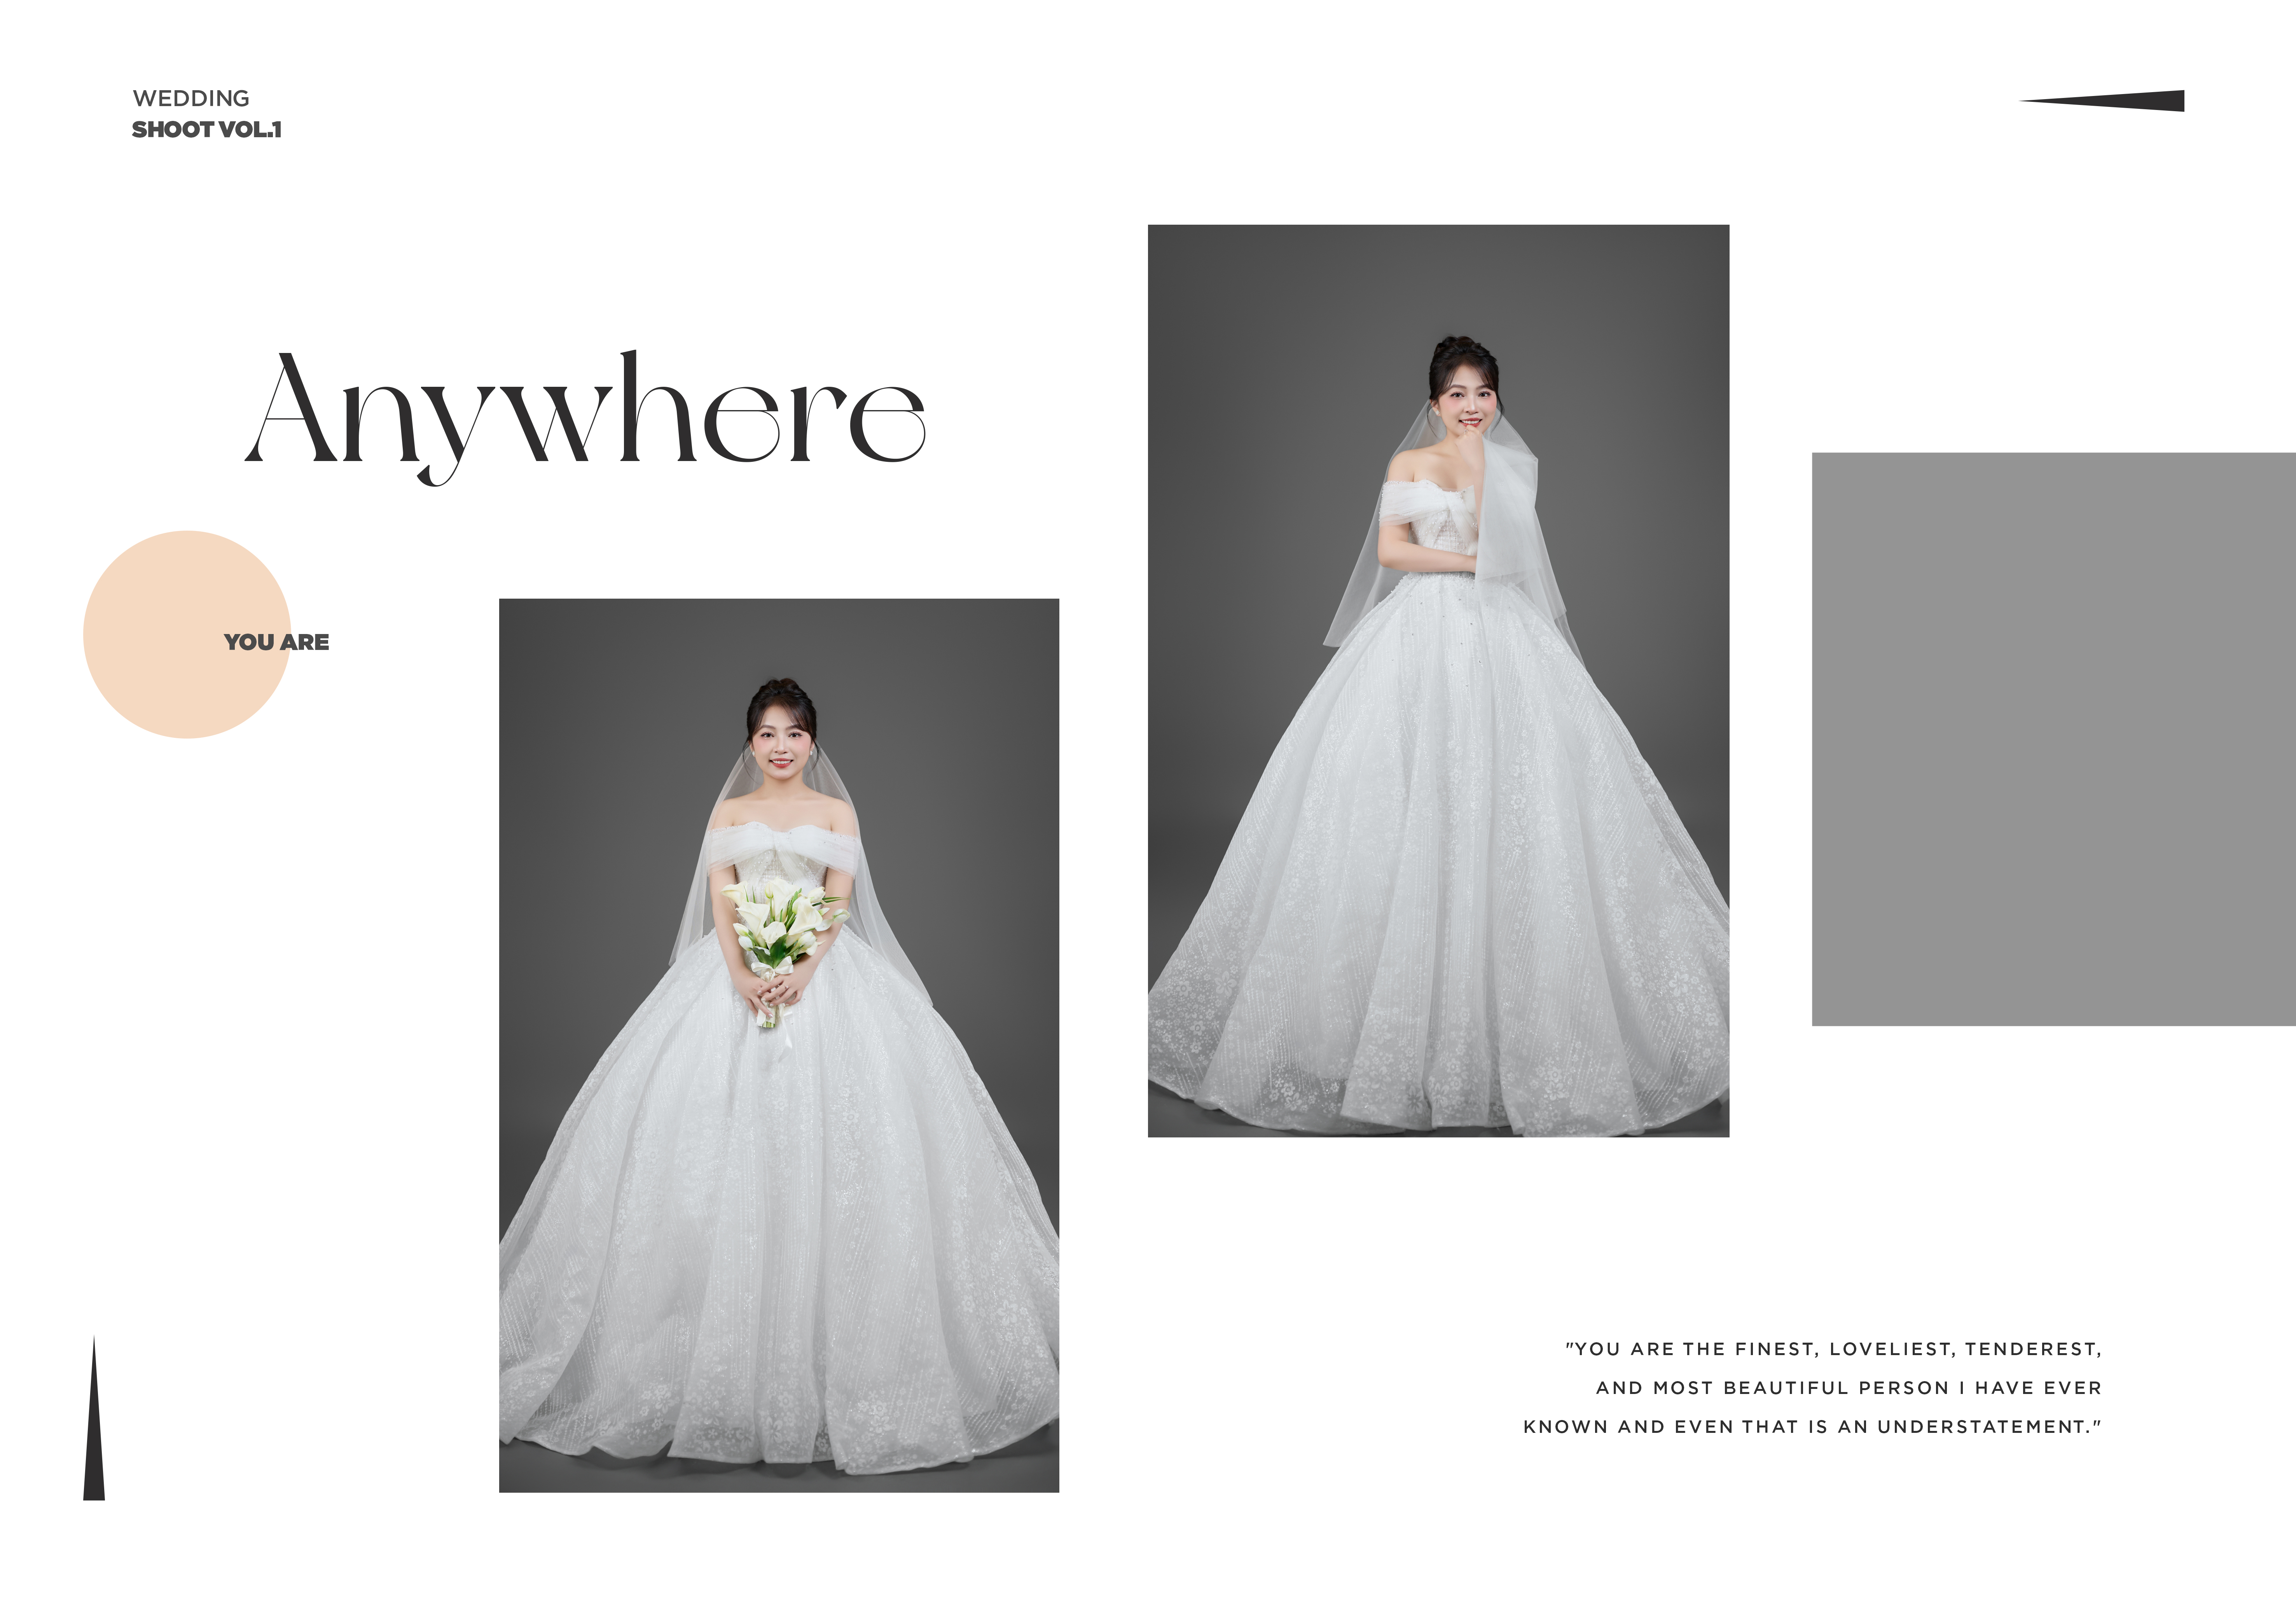 WEDDING
SHOOT VOL.1
Anywhere
YOU ARE
"YOU ARE THE FINEST, LOVELIEST, TENDEREST,
AND MOST BEAUTIFUL PERSON I HAVE EVER
KNOWN AND EVEN THAT IS AN UNDERSTATEMENT."